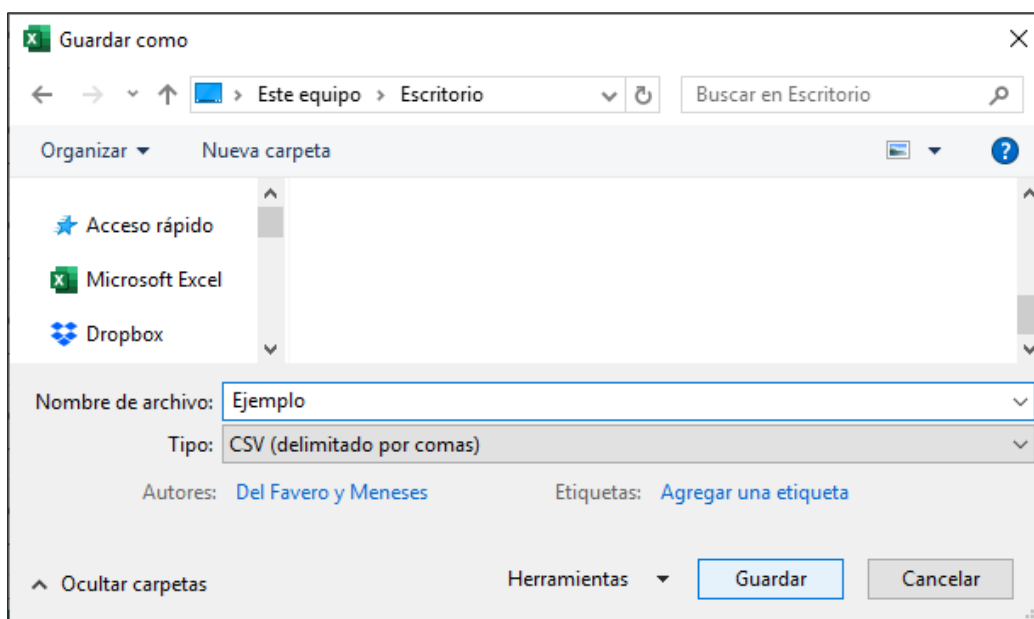 Guardar como
Este equipo > Escritorio
Buscar en Escritorio
Organizar
Nueva carpeta
?
Acceso rápido
Microsoft Excel
Dropbox
Nombre de archivo: Ejemplo
Tipo: CSV (delimitado por comas)
Autores: Del Favero y Meneses
Etiquetas: Agregar una etiqueta
Ocultar carpetas
Herramientas
Guardar
Cancelar